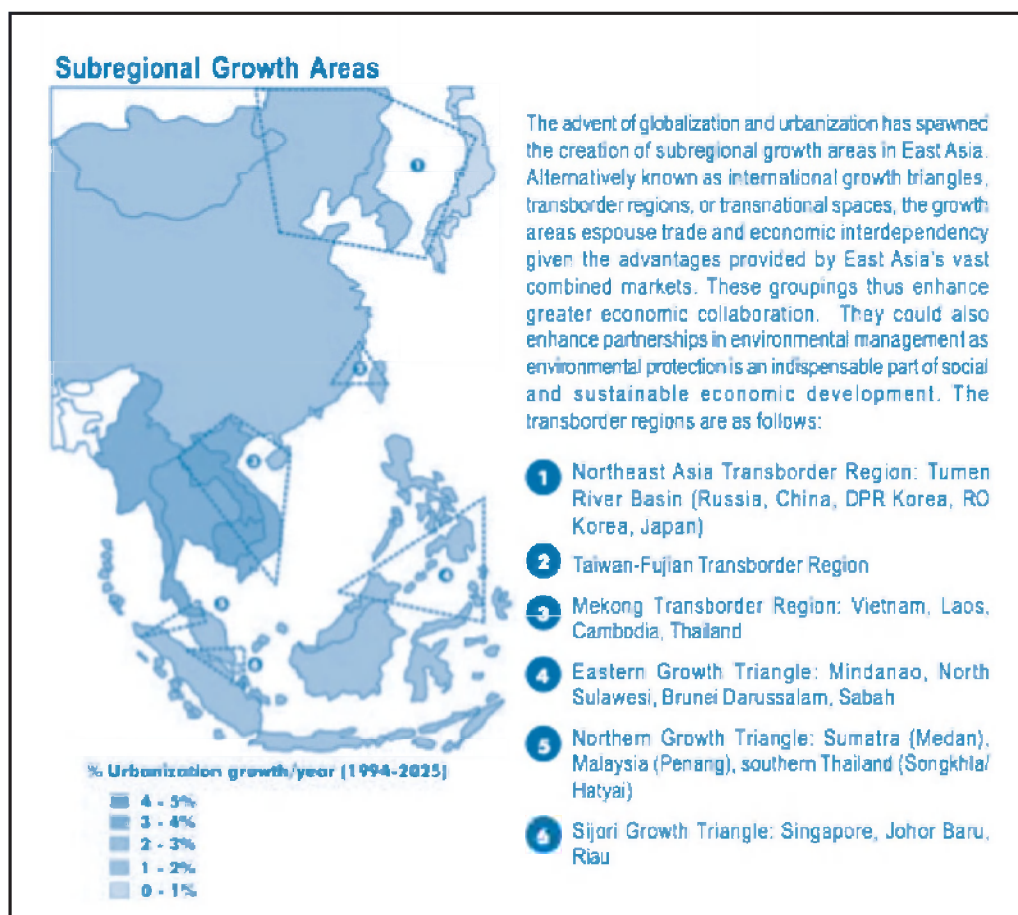 Subregional Growth Areas
The advent of globalization and urbanization has spawned
the creation of subregional growth areas in East Asia.
Alternatively known as international growth triangles,
transborder regions, or transnational spaces, the growth
areas espouse trade and economic interdependency
given the advantages provided by East Asia's vast
combined markets. These groupings thus enhance
greater economic collaboration. They could also
enhance partnerships in environmental management as
environmental protection is an indispensable part of social
and sustainable economic development. The
transborder regions are as follows:
1 Northeast Asia Transborder Region: Tumen
River Basin (Russia, China, DPR Korea, RO
Korea, Japan)
2 Taiwan-Fujian Transborder Region
3 Mekong Transborder Region: Vietnam, Laos,
Cambodia, Thailand
4 Eastern Growth Triangle: Mindanao, North
Sulawesi, Brunei Darussalam, Sabah
5 Northern Growth Triangle: Sumatra (Medan),
Malaysia (Penang), southern Thailand (Songkhla/
Hatyai)
6 Sijori Growth Triangle: Singapore, Johor Baru,
Riau
1
4
% Urbanization growth/year (1994-2025)
4 - 5%
3 - 4%
2 - 3%
1 - 2%
0 - 1%